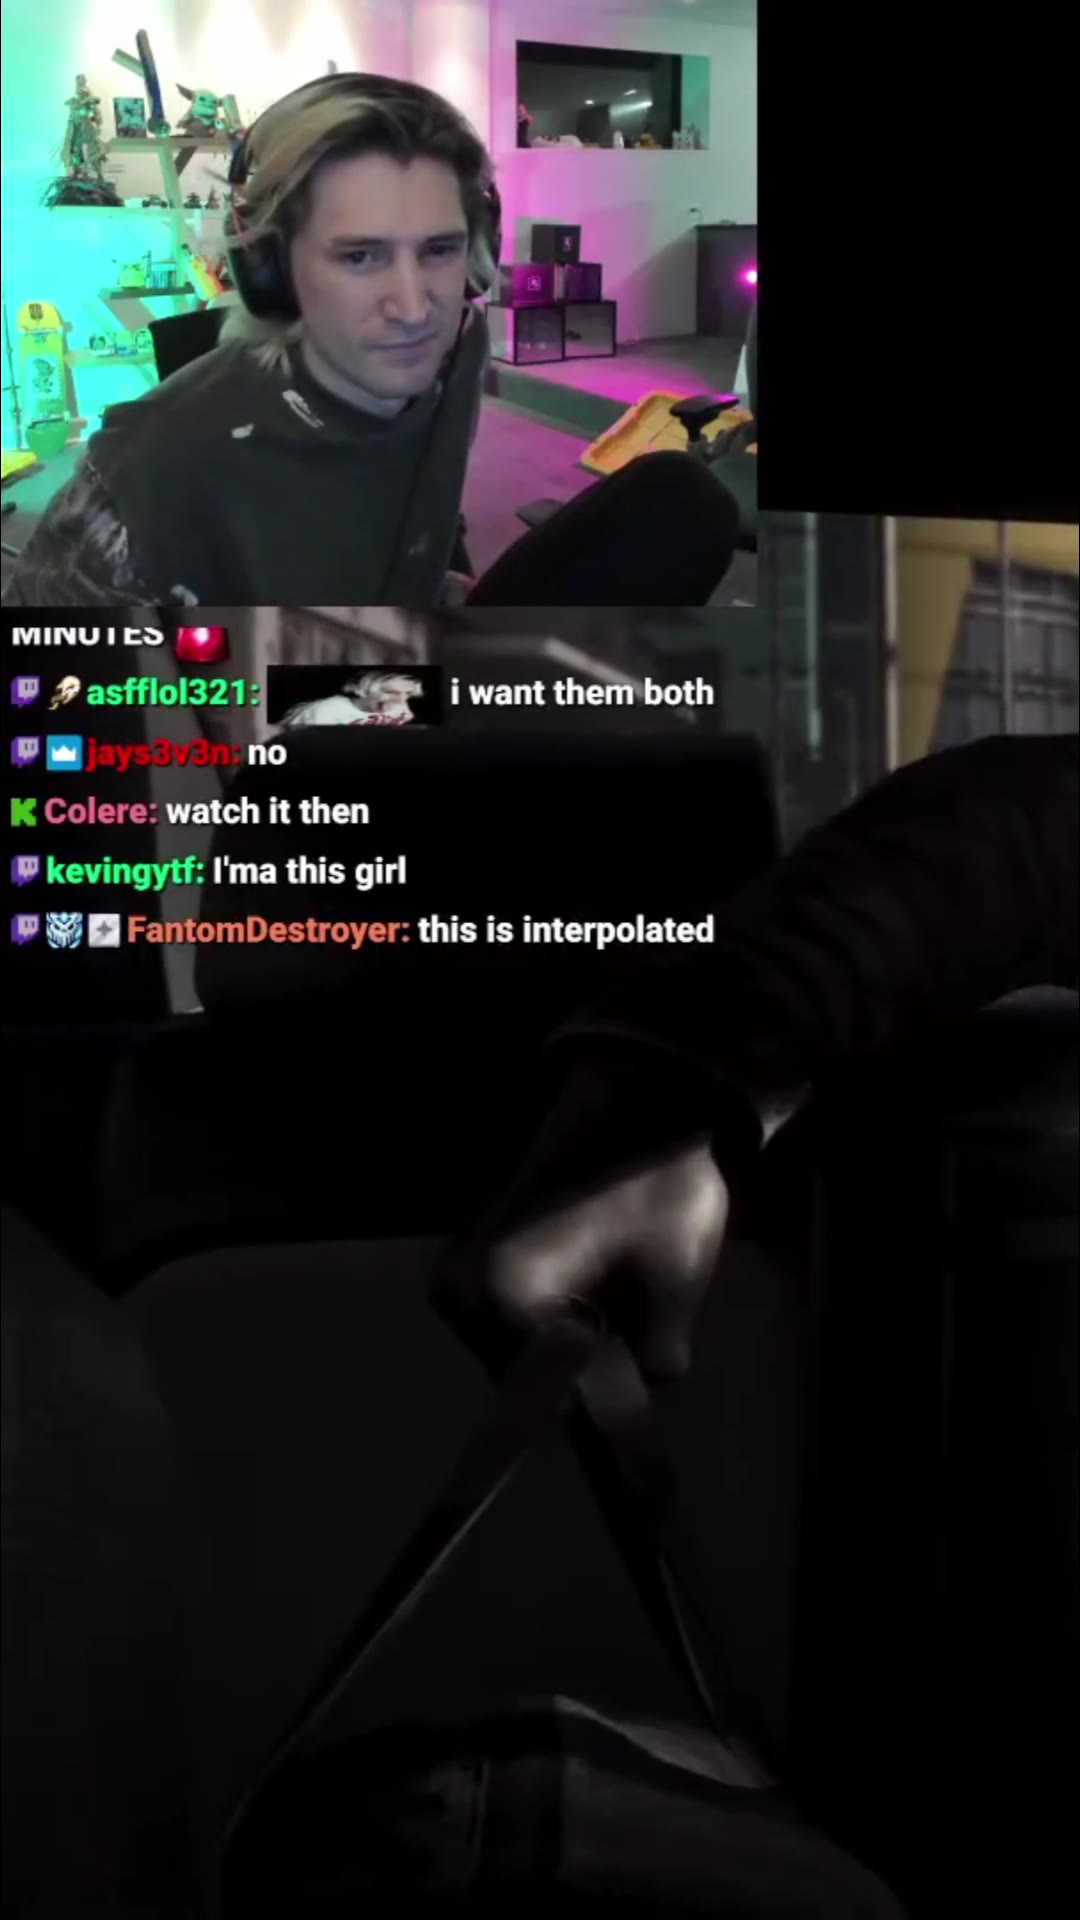 MINUTES
asfflol321: i want them both
jays3v3n: no
Colere: watch it then
kevingytf: I'ma this girl
FantomDestroyer: this is interpolated